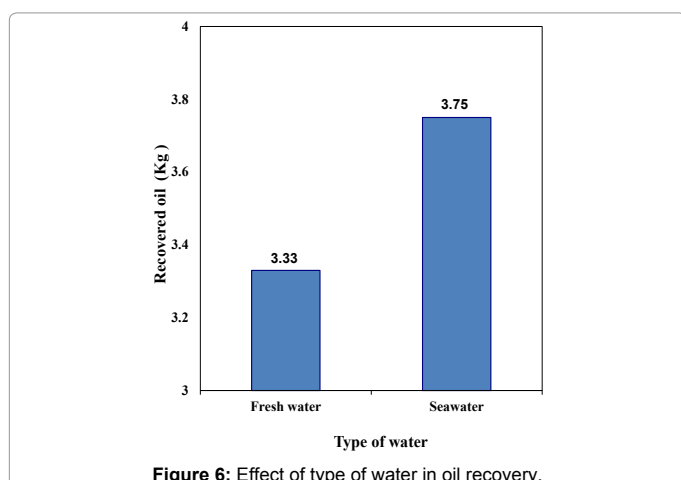 4
3.8
3.75
3.6
Recovered oil (Kg)
3.4
3.33
3.2
3
Fresh water
Seawater
Type of water
Figure 6: Effect of type of water in oil recovery.